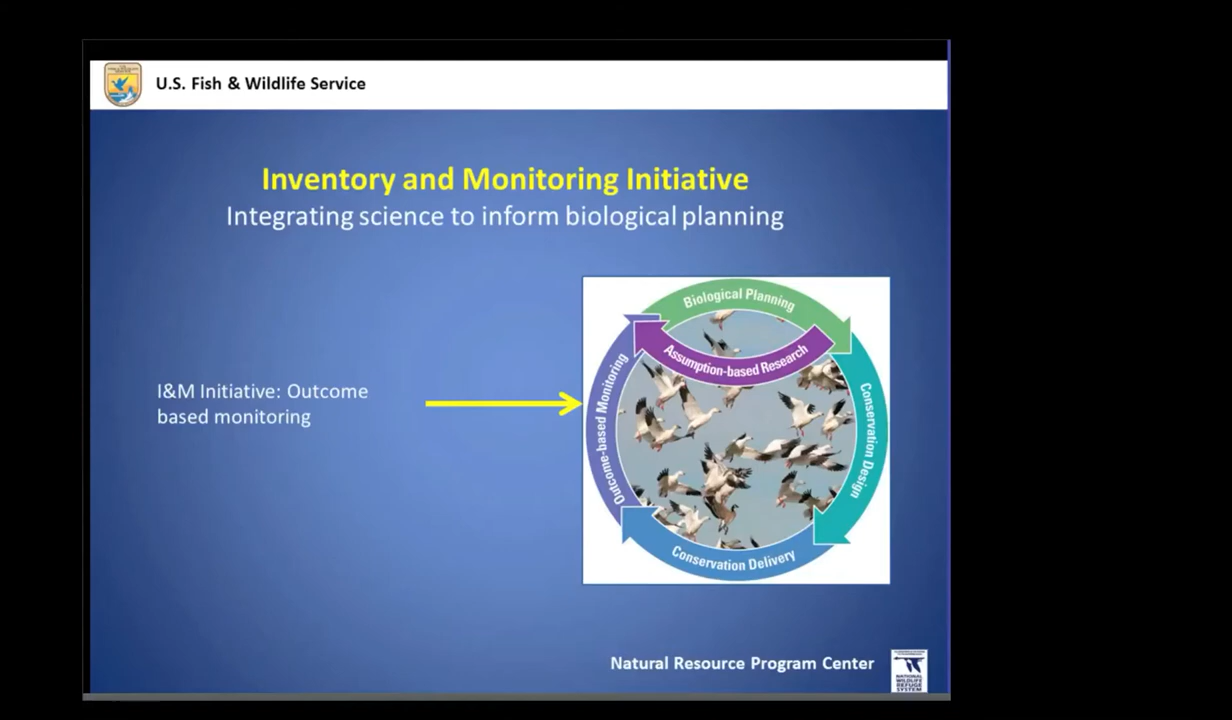 U.S. Fish & Wildlife Service
Inventory and Monitoring Initiative
Integrating science to inform biological planning
Biological Planning
Assumption-based Research
I&M Initiative: Outcome
based monitoring
Outcome-based Monitoring
Conservation Design
Conservation Delivery
Natural Resource Program Center
NATIONAL
WILDLIFE
REFUGE
SYSTEM